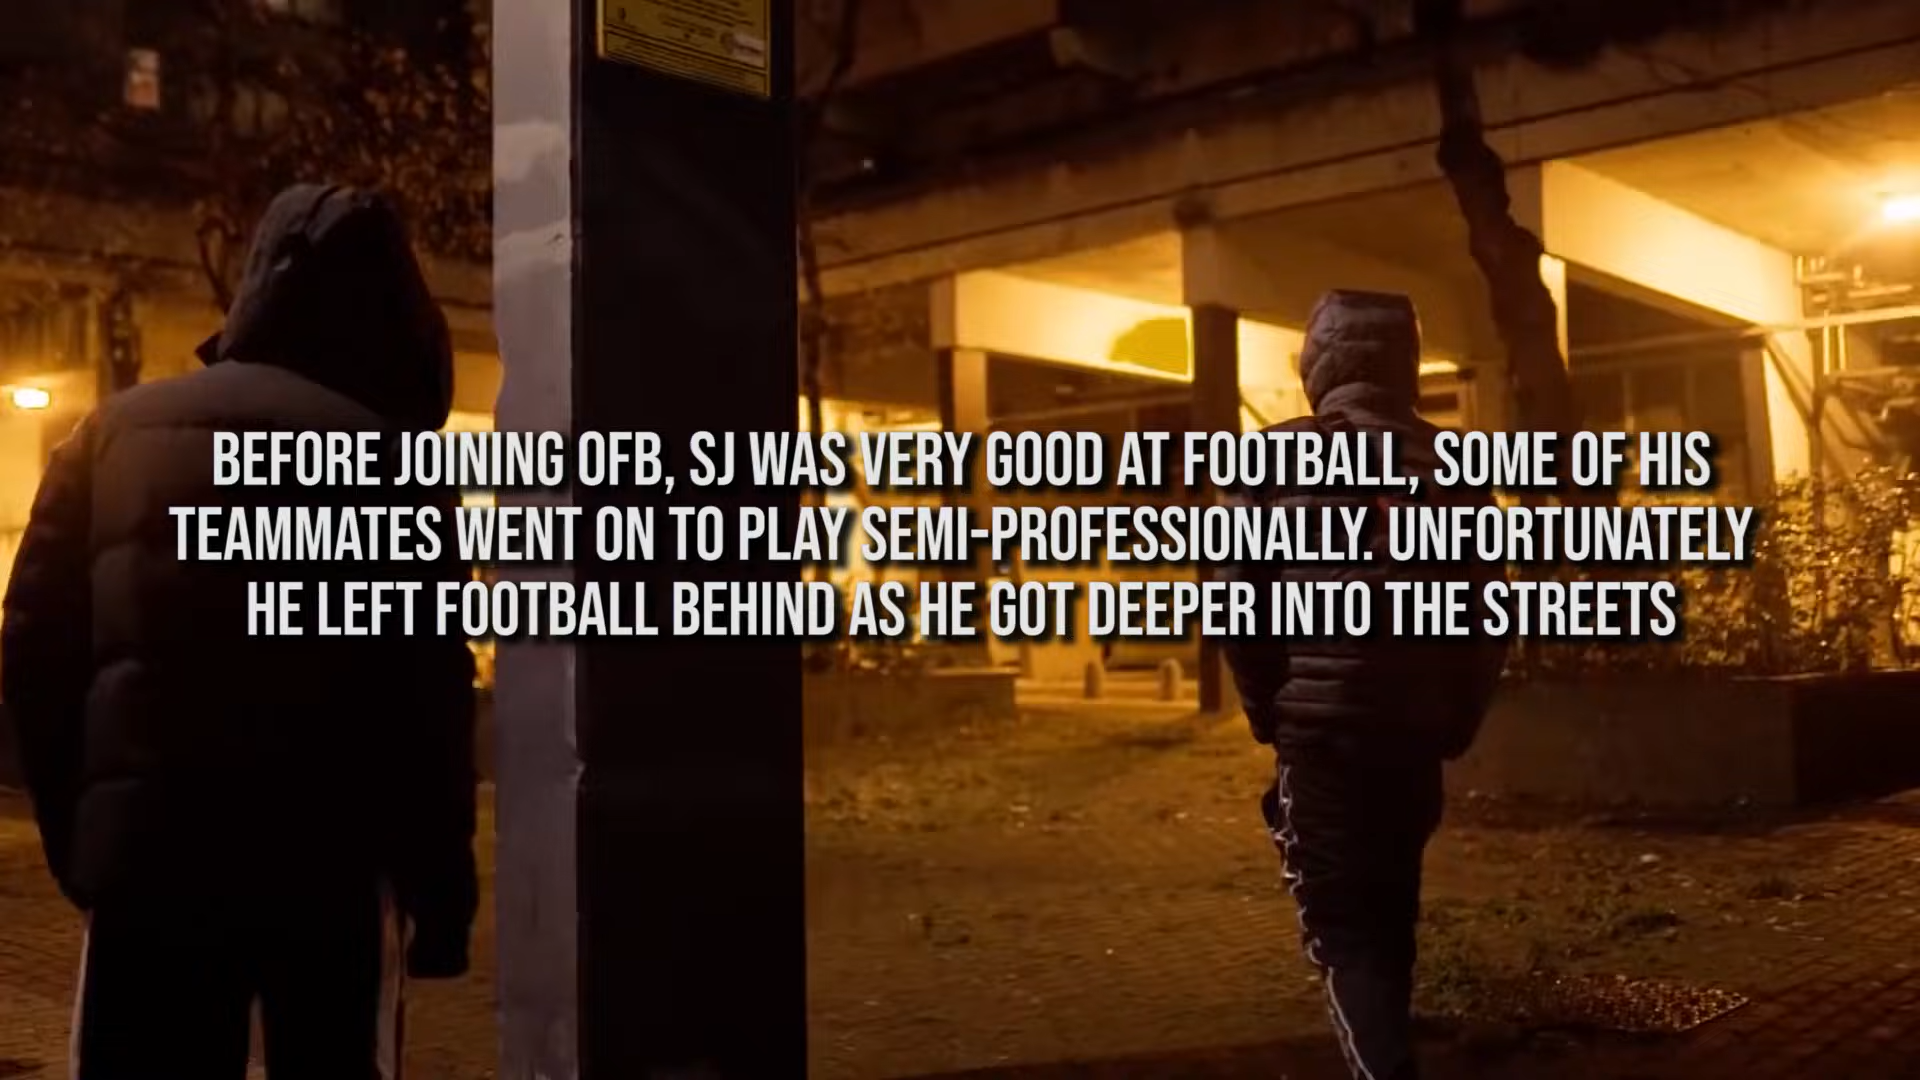 BEFORE JOINING OFB, SJ WAS VERY GOOD AT FOOTBALL, SOME OF HIS
TEAMMATES WENT ON TO PLAY SEMI-PROFESSIONALLY. UNFORTUNATELY
HE LEFT FOOTBALL BEHIND AS HE GOT DEEPER INTO THE STREETS